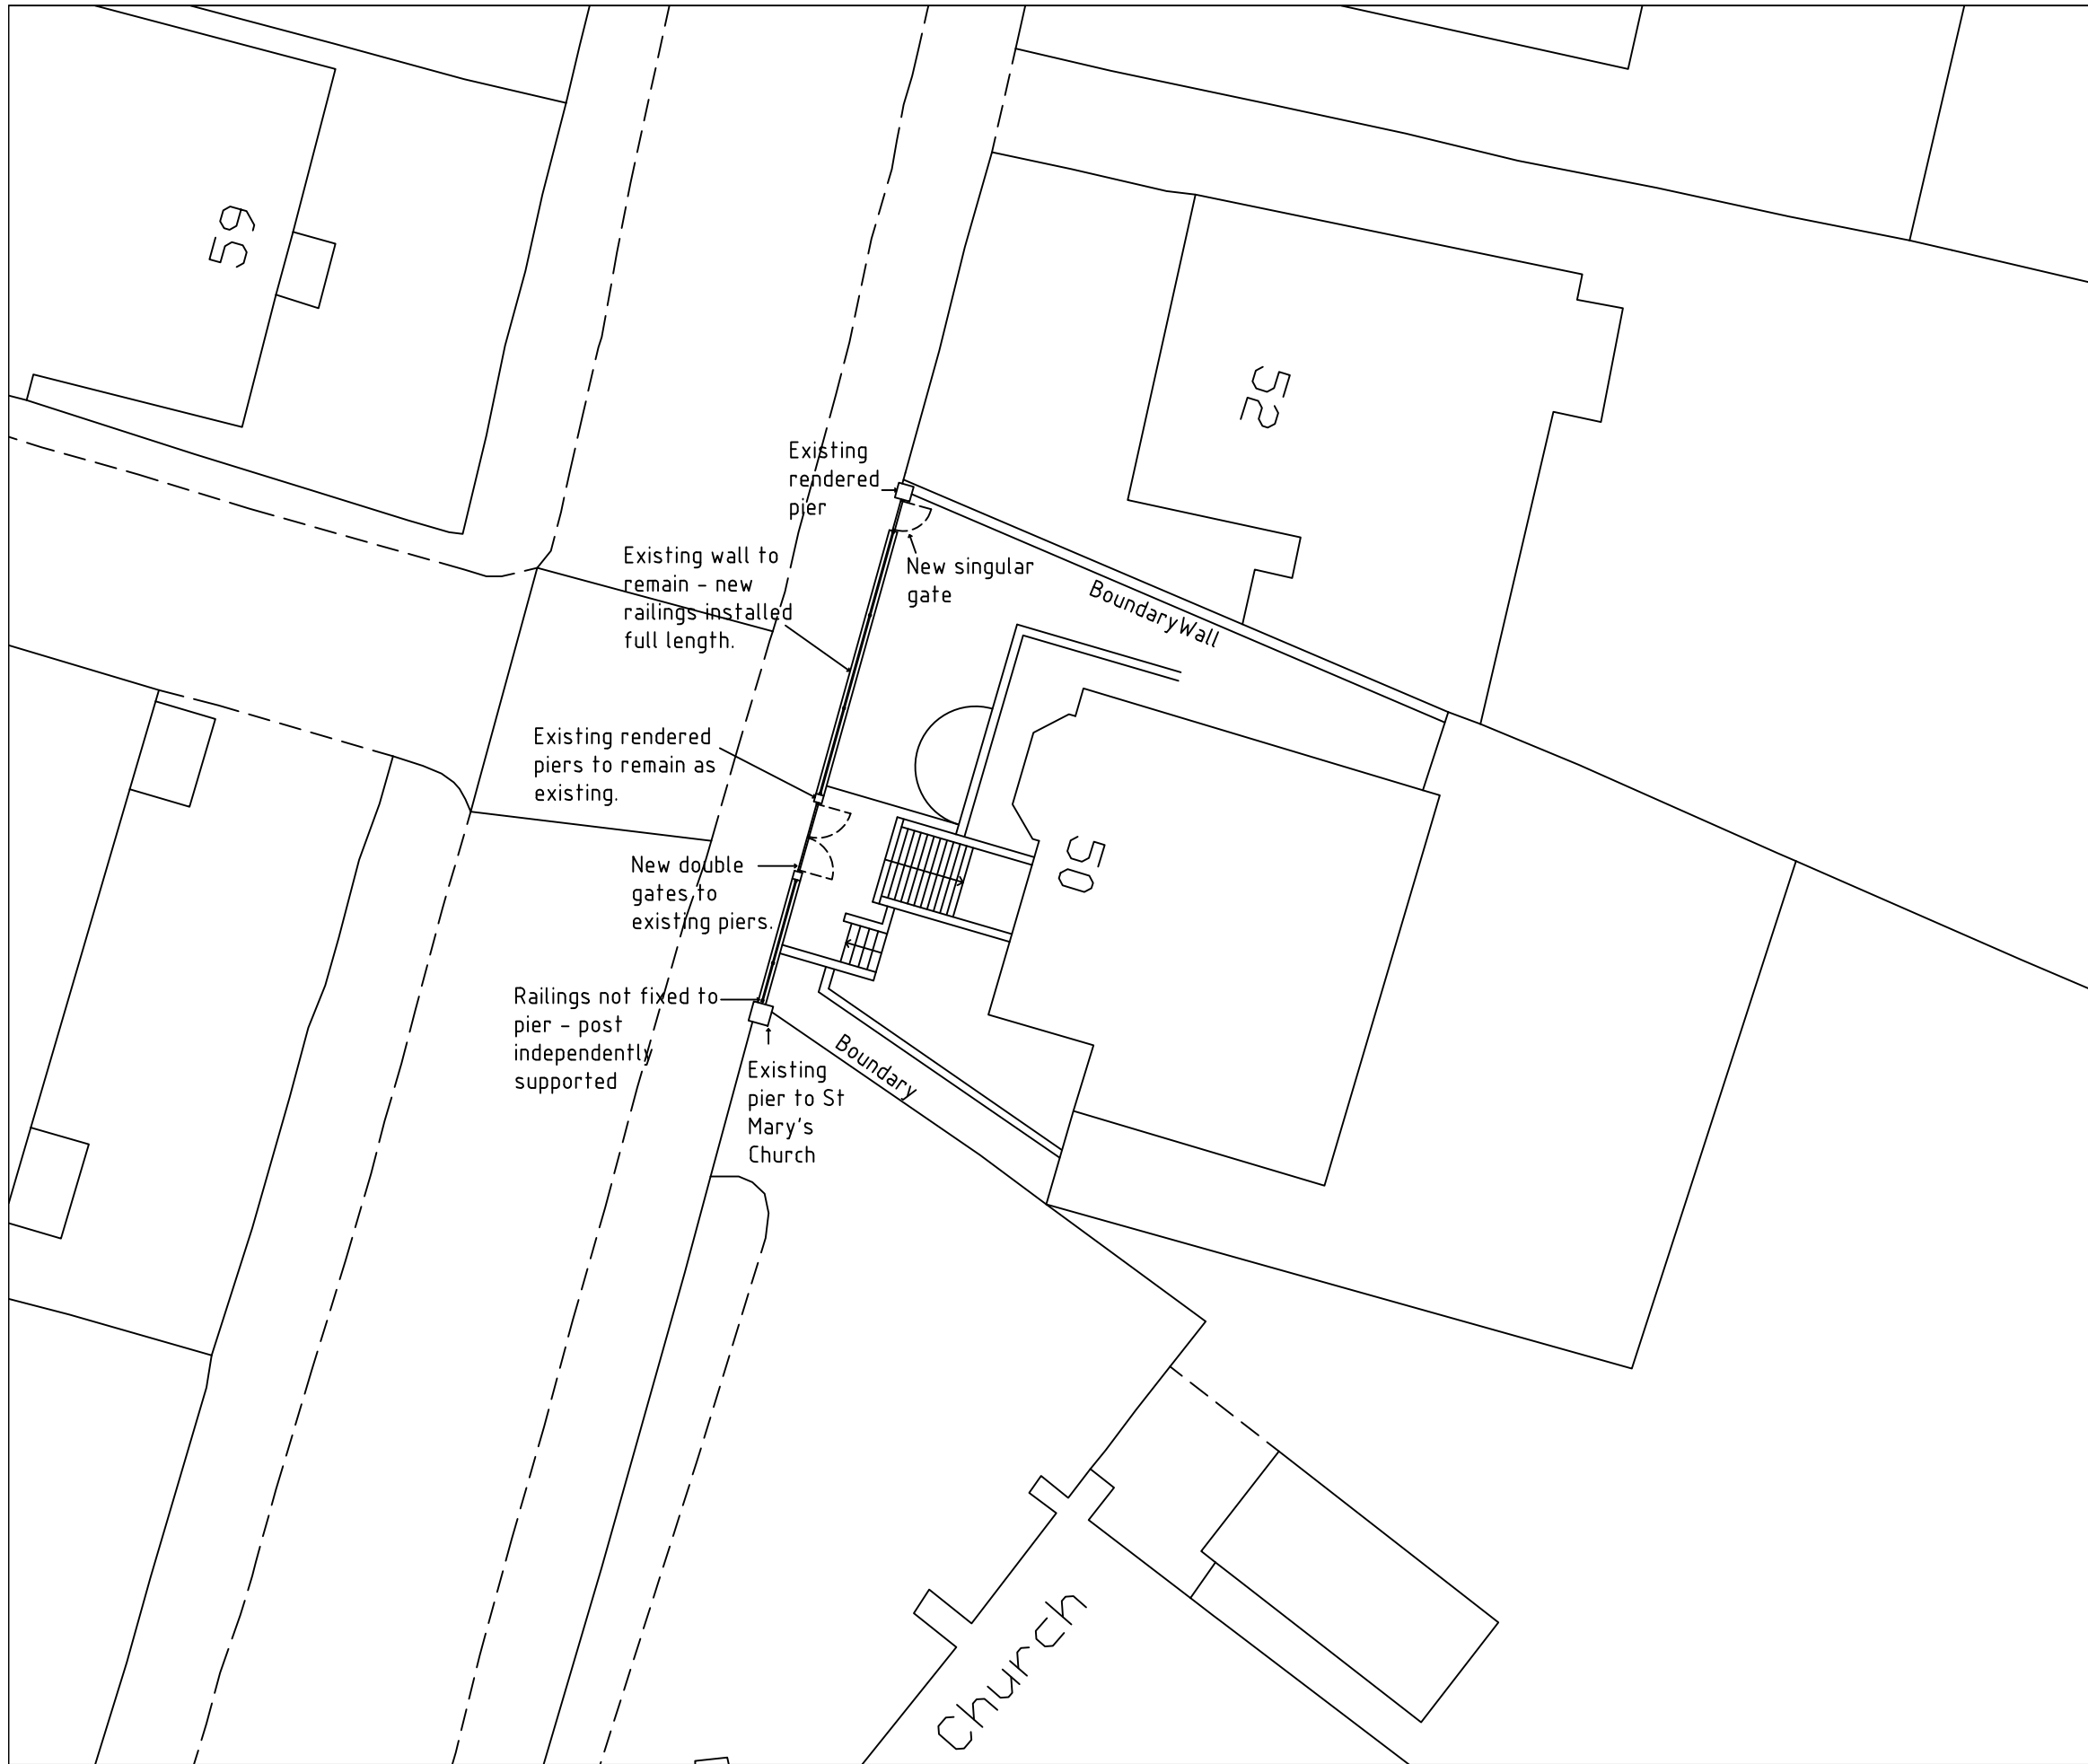 59
52
Existing
rendered
pier
Existing wall to
remain - new
railings installed
full length.
New singular
gate
Boundary Wall
Existing rendered
piers to remain as
existing.
50
New double
gates to
existing piers.
Railings not fixed to
pier - post
independently
supported
Boundary
Existing
pier to St
Mary's
Church
Church